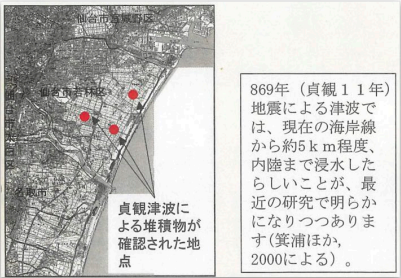 仙台市宮城野区
仙台市若林区
名取市
貞観津波に
よる堆積物が
確認された地
点
869年(貞観11年)
地震による津波で
は、現在の海岸線
から約5km程度、
内陸まで浸水した
らしいことが、最
近の研究で明らか
になりつつありま
す(箕浦ほか,
2000による)。